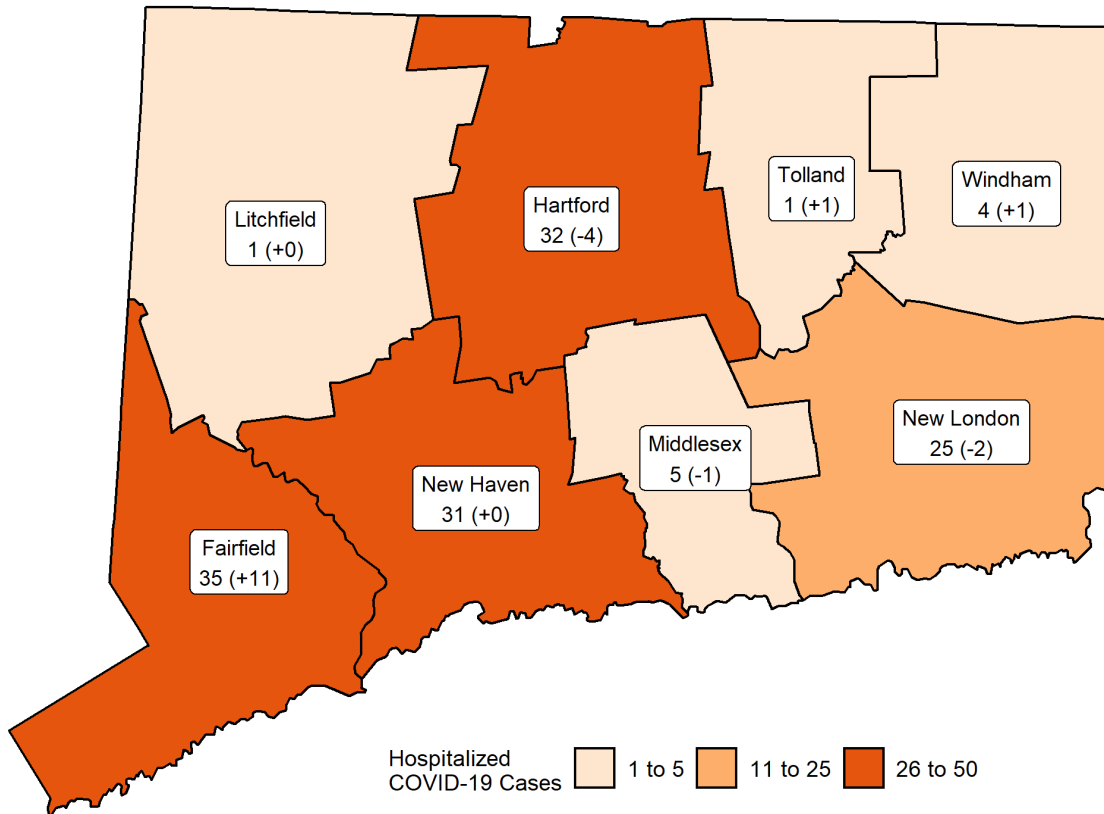 Tolland
1 (+1)
Windham
4 (+1)
Litchfield
1 (+0)
Hartford
32 (-4)
New London
25 (-2)
Middlesex
5 (-1)
New Haven
31 (+0)
Fairfield
35 (+11)
Hospitalized
COVID-19 Cases
1 to 5
11 to 25
26 to 50